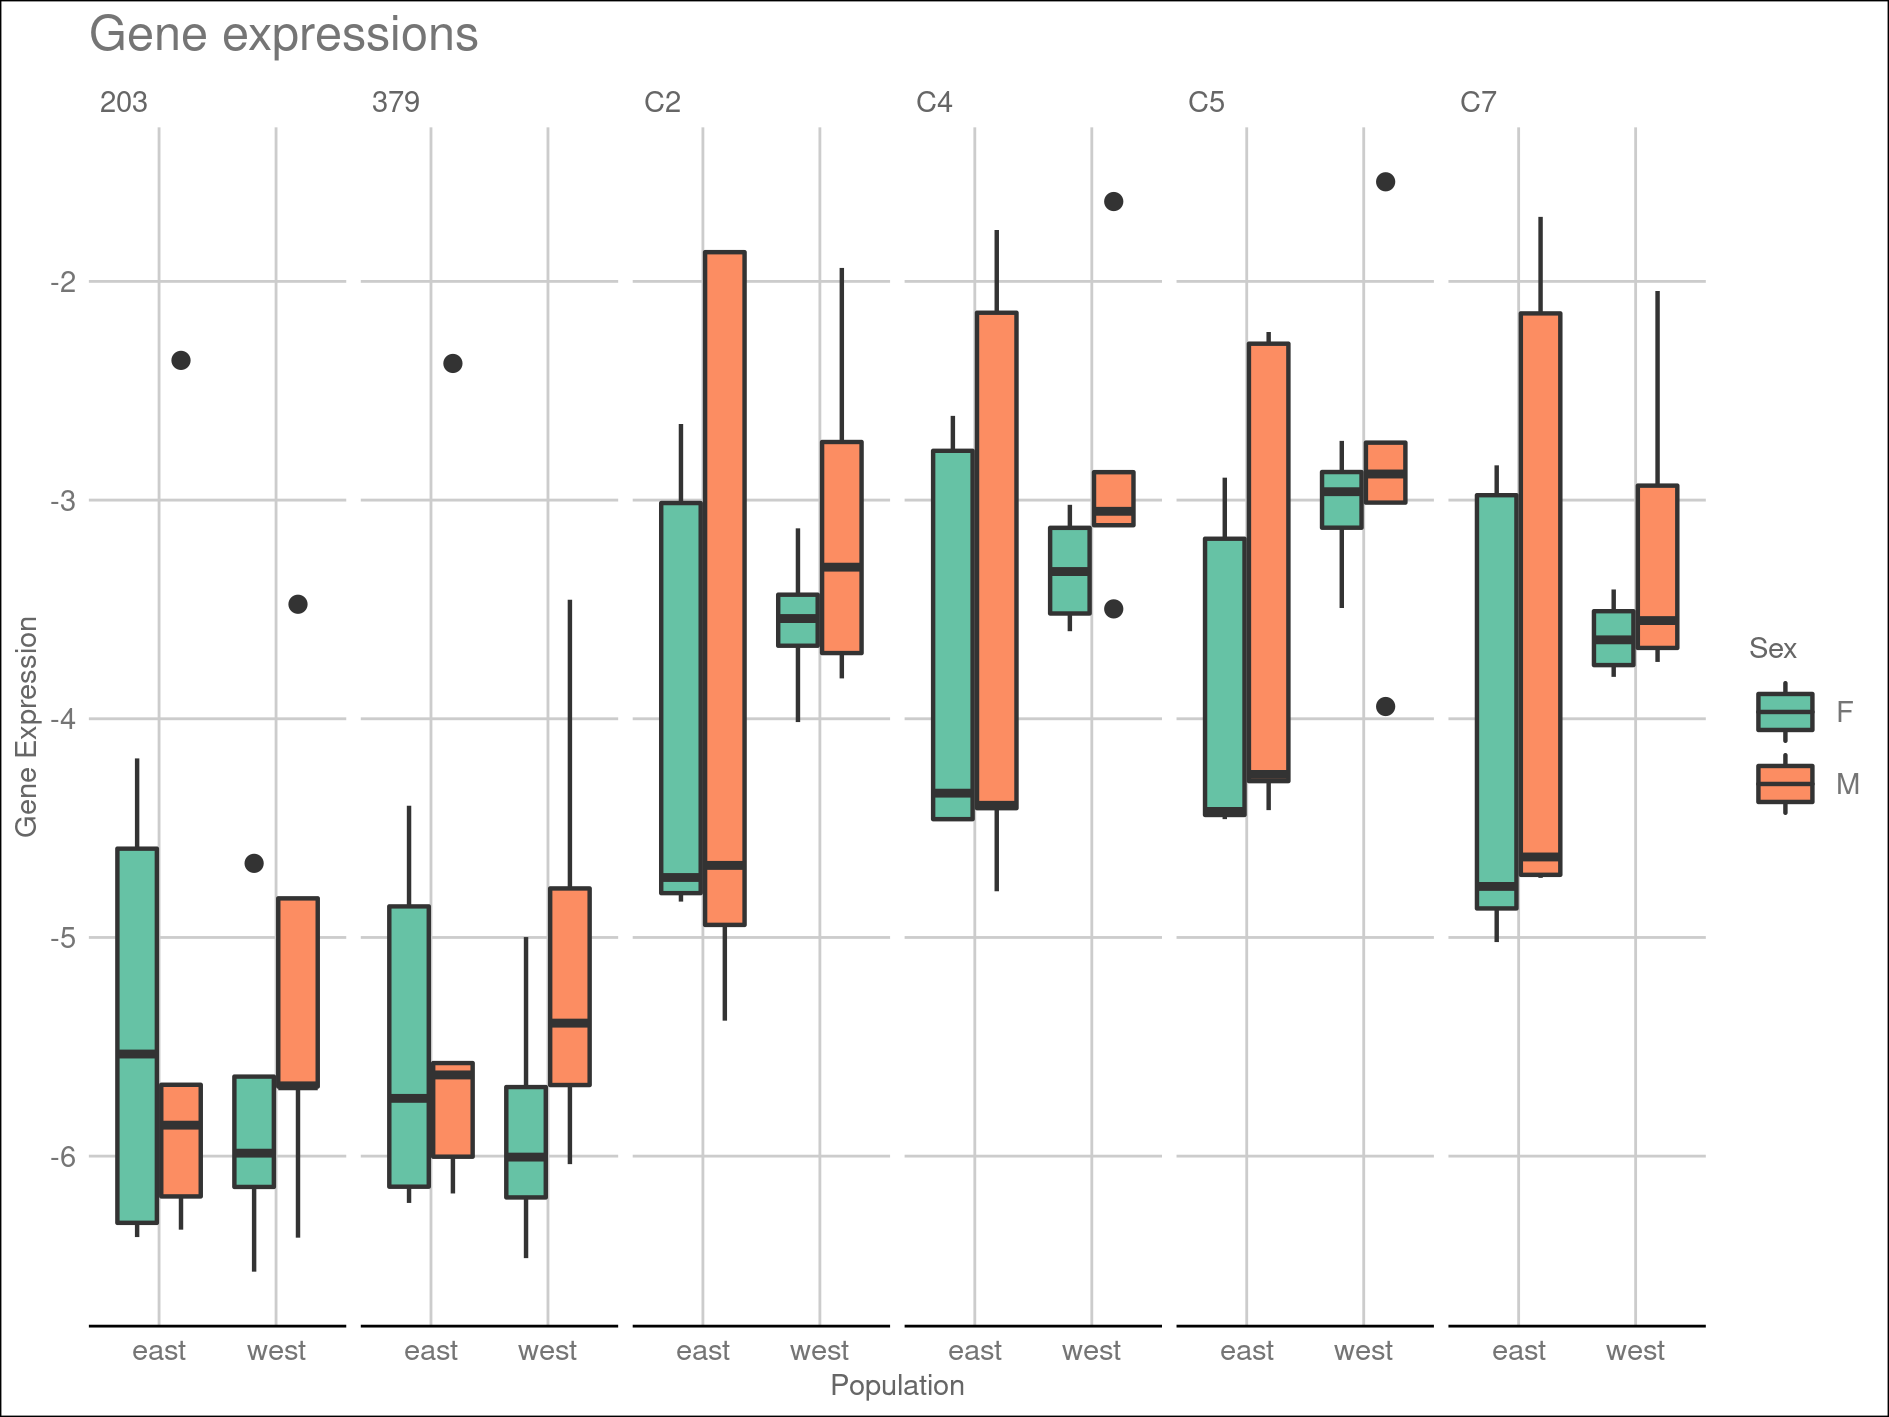 Gene expressions
203 379 C2 C4 C5 C7
-2
-3
-4
-5
-6
Gene Expression
east west east west east west east west east west east west
Population
Sex
F
M